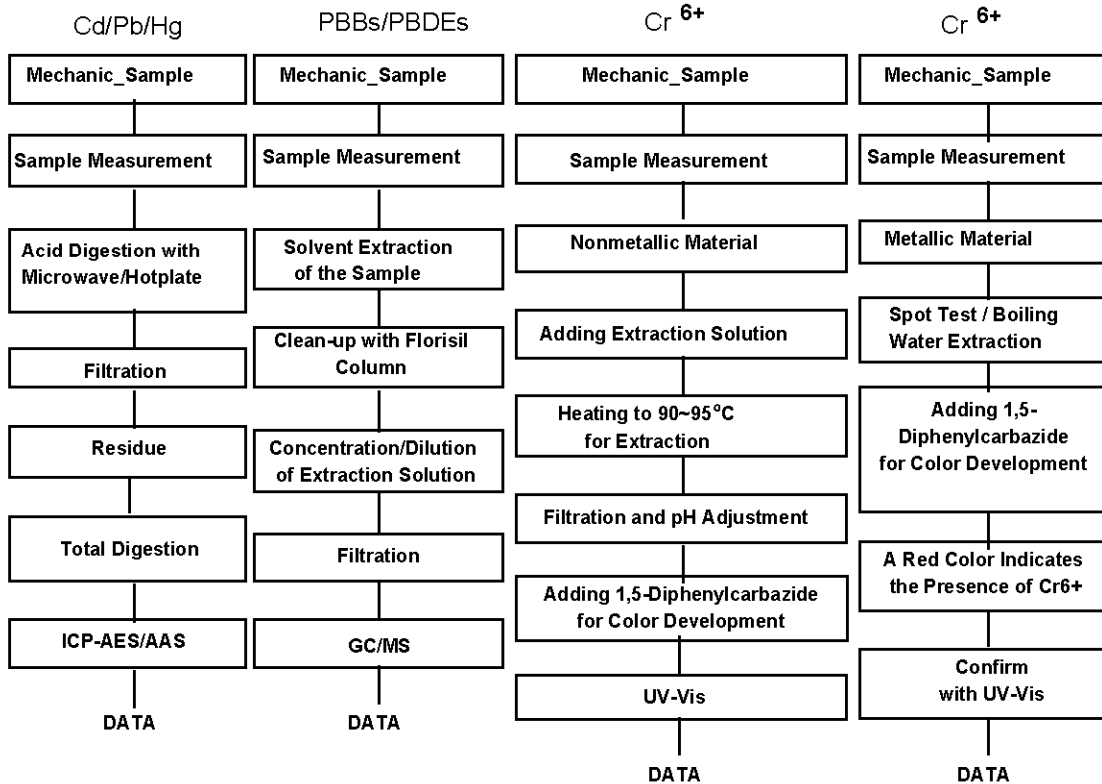 Cd/Pb/Hg
Mechanic_Sample
Sample Measurement
Acid Digestion with
Microwave/Hotplate
Filtration
Residue
Total Digestion
ICP-AES/AAS
DATA
PBBs/PBDEs
Mechanic_Sample
Sample Measurement
Solvent Extraction
of the Sample
Clean-up with Florisil
Column
Concentration/Dilution
of Extraction Solution
Filtration
GC/MS
DATA
Cr 6+
Mechanic_Sample
Sample Measurement
Nonmetallic Material
Adding Extraction Solution
Heating to 90~95°C
for Extraction
Filtration and pH Adjustment
Adding 1,5-Diphenylcarbazide
for Color Development
UV-Vis
DATA
Cr 6+
Mechanic_Sample
Sample Measurement
Metallic Material
Spot Test / Boiling
Water Extraction
Adding 1,5-
Diphenylcarbazide
for Color Development
A Red Color Indicates
the Presence of Cr6+
Confirm
with UV-Vis
DATA